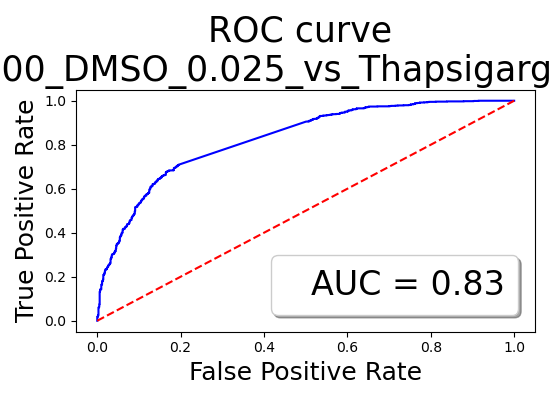 ROC curve
00_DMSO_0.025_vs_Thapsigarg
True Positive Rate
1.0
0.8
0.6
0.4
0.2
0.0
AUC = 0.83
0.0 0.2 0.4 0.6 0.8 1.0
False Positive Rate